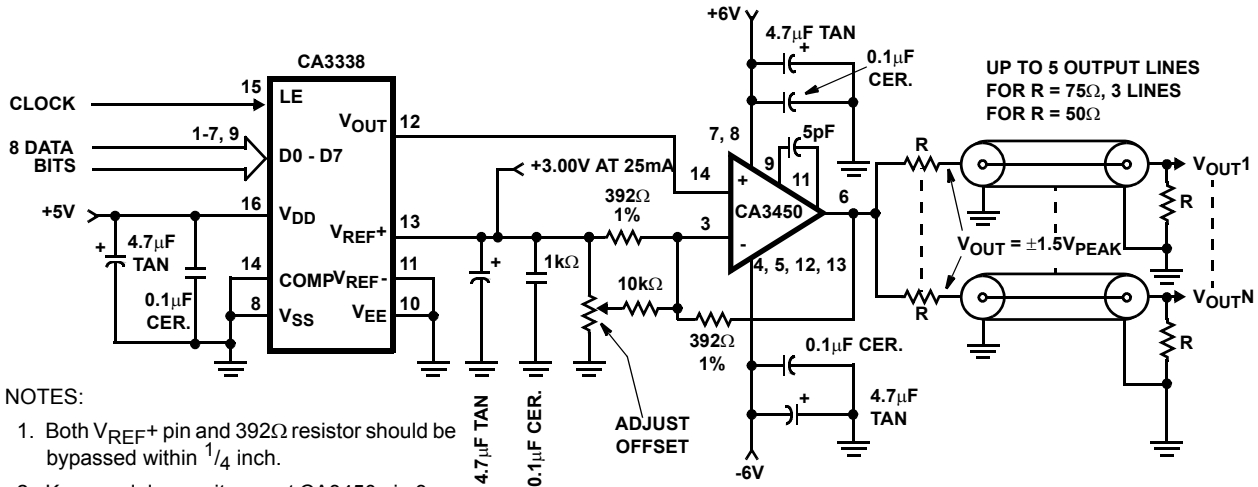 +6V
4.7μF TAN
+
0.1μF
CER.
UP TO 5 OUTPUT LINES
FOR R = 75Ω, 3 LINES
FOR R = 50Ω
CA3338
CLOCK
15
LE
8 DATA
BITS
1-7, 9
D0 - D7
VOUT
12
+5V
16
VDD
+
4.7μF
TAN
0.1μF
CER.
14
COMP
8
VSS
VREF+
13
VREF-
11
VEE
10
+3.00V AT 25mA
392Ω
1%
+
1kΩ
10kΩ
392Ω
1%
4.7μF TAN
0.1μF CER.
ADJUST
OFFSET
7, 8
5pF
9
11
14
+
CA3450
6
3
-
4, 5, 12, 13
0.1μF CER.
+
4.7μF
TAN
-6V
R
VOUT1
R
VOUT = ±1.5VPEAK
R
VOUTN
R
NOTES:
1. Both VREF+ pin and 392Ω resistor should be
bypassed within 1/4 inch.